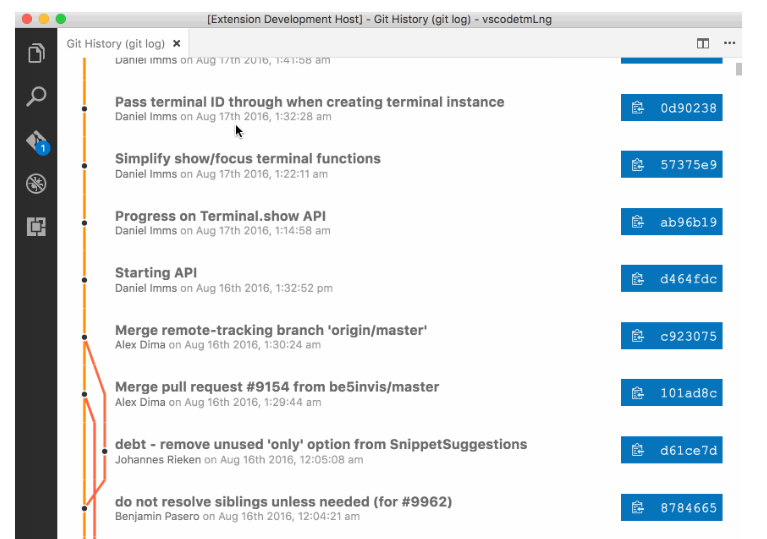 [Extension Development Host] - Git History (git log) - vscodetmLng
Git History (git log) ×
Daniel Imms on Aug 17th 2016, 1:41:58 am
Pass terminal ID through when creating terminal instance
Daniel Imms on Aug 17th 2016, 1:32:28 am
0d90238
Simplify show/focus terminal functions
Daniel Imms on Aug 17th 2016, 1:22:11 am
57375e9
Progress on Terminal.show API
Daniel Imms on Aug 17th 2016, 1:14:58 am
ab96b19
Starting API
Daniel Imms on Aug 16th 2016, 1:32:52 pm
d464fdc
Merge remote-tracking branch 'origin/master'
Alex Dima on Aug 16th 2016, 1:30:24 am
c923075
1
Merge pull request #9154 from be5invis/master
Alex Dima on Aug 16th 2016, 1:29:44 am
101ad8c
debt - remove unused 'only' option from SnippetSuggestions
Johannes Rieken on Aug 16th 2016, 12:05:08 am
d61ce7d
do not resolve siblings unless needed (for #9962)
Benjamin Pasero on Aug 16th 2016, 12:04:21 am
8784665